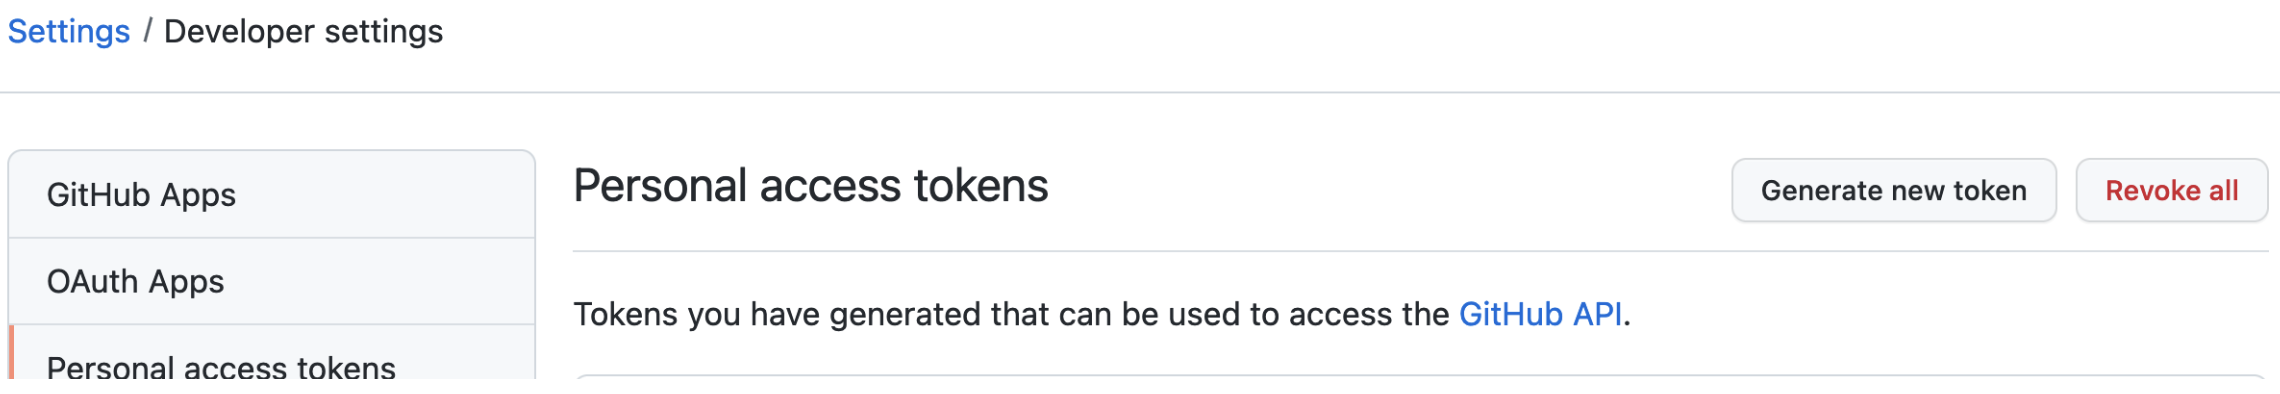 Settings / Developer settings
GitHub Apps
OAuth Apps
Personal access tokens
Personal access tokens
Generate new token
Revoke all
Tokens you have generated that can be used to access the GitHub API.